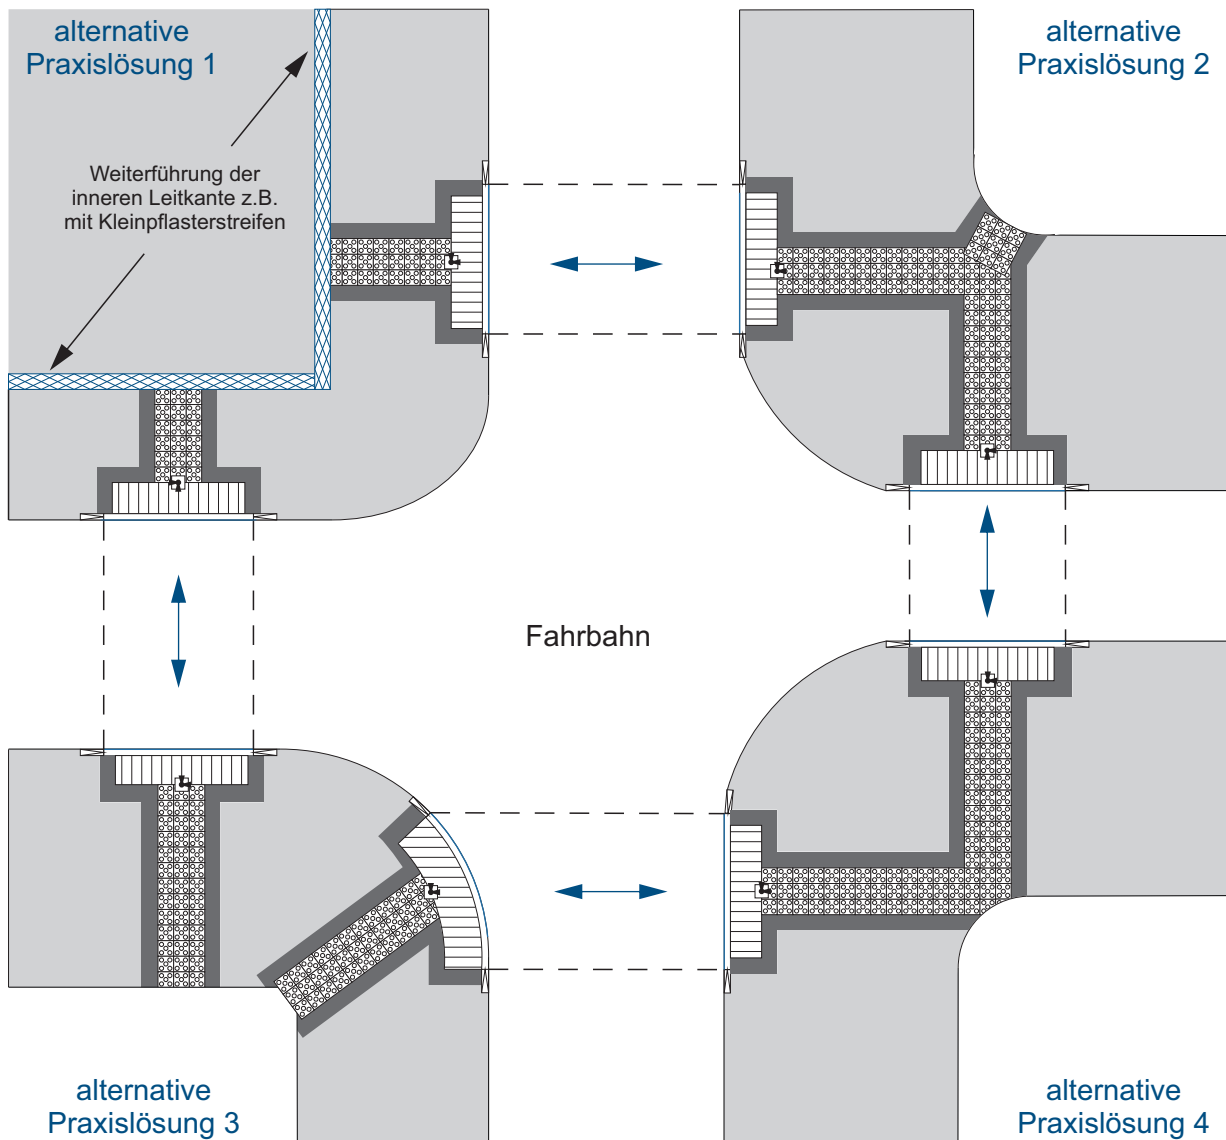 alternative
Praxislösung 1
alternative
Praxislösung 2
Weiterführung der
inneren Leitkante z.B.
mit Kleinpflasterstreifen
Fahrbahn
alternative
Praxislösung 3
alternative
Praxislösung 4